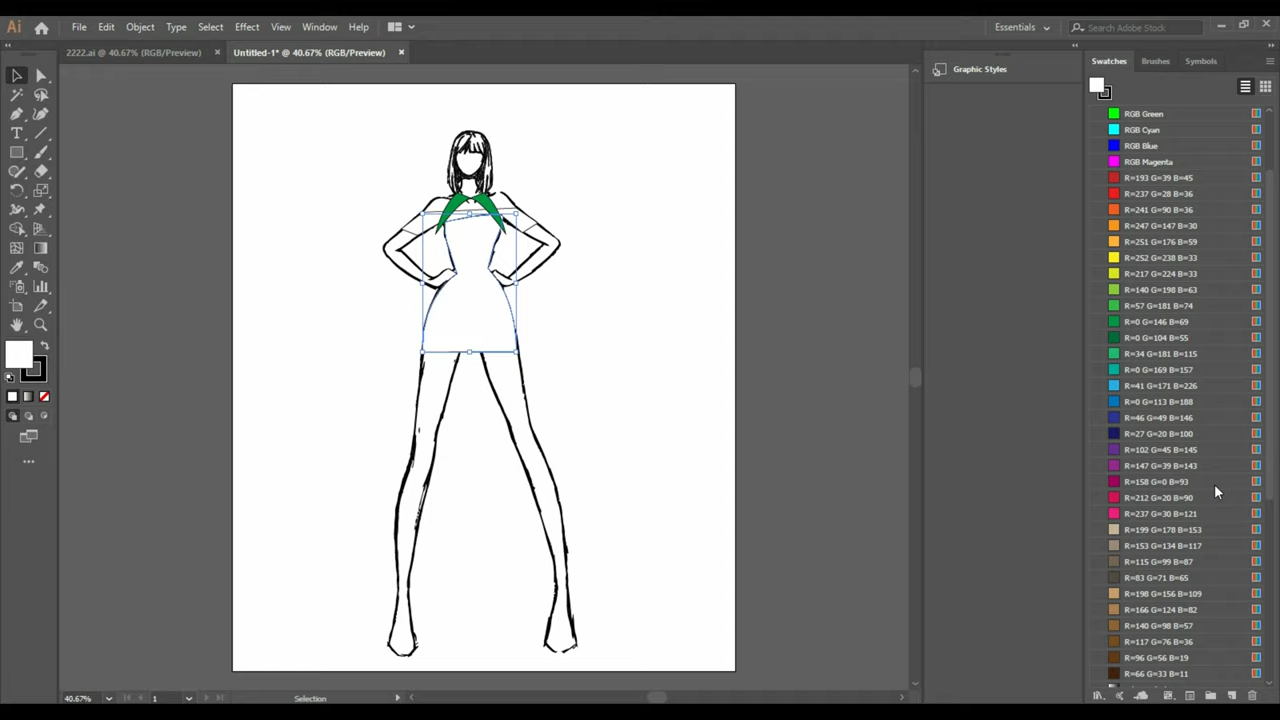 Ai File Edit Object Type Select Effect View Window Help Essentials Search Adobe Stock
2222.ai @ 40.67% (RGB/Preview) × Untitled-1* @ 40.67% (RGB/Preview) ×
Graphic Styles
Swatches Brushes Symbols
RGB Green
RGB Cyan
RGB Blue
RGB Magenta
R=193 G=39 B=45
R=237 G=28 B=36
R=241 G=90 B=36
R=247 G=147 B=30
R=251 G=176 B=59
R=252 G=238 B=33
R=217 G=224 B=33
R=140 G=198 B=63
R=57 G=181 B=74
R=0 G=146 B=69
R=0 G=104 B=55
R=34 G=181 B=115
R=0 G=169 B=157
R=41 G=171 B=226
R=0 G=113 B=188
R=46 G=49 B=146
R=27 G=20 B=100
R=102 G=45 B=145
R=147 G=39 B=143
R=158 G=0 B=93
R=212 G=20 B=90
R=237 G=30 B=121
R=199 G=178 B=153
R=153 G=134 B=117
R=115 G=99 B=87
R=83 G=71 B=65
R=198 G=156 B=109
R=166 G=124 B=82
R=140 G=98 B=57
R=117 G=76 B=36
R=96 G=56 B=19
R=66 G=33 B=11
40.67% 1 Selection